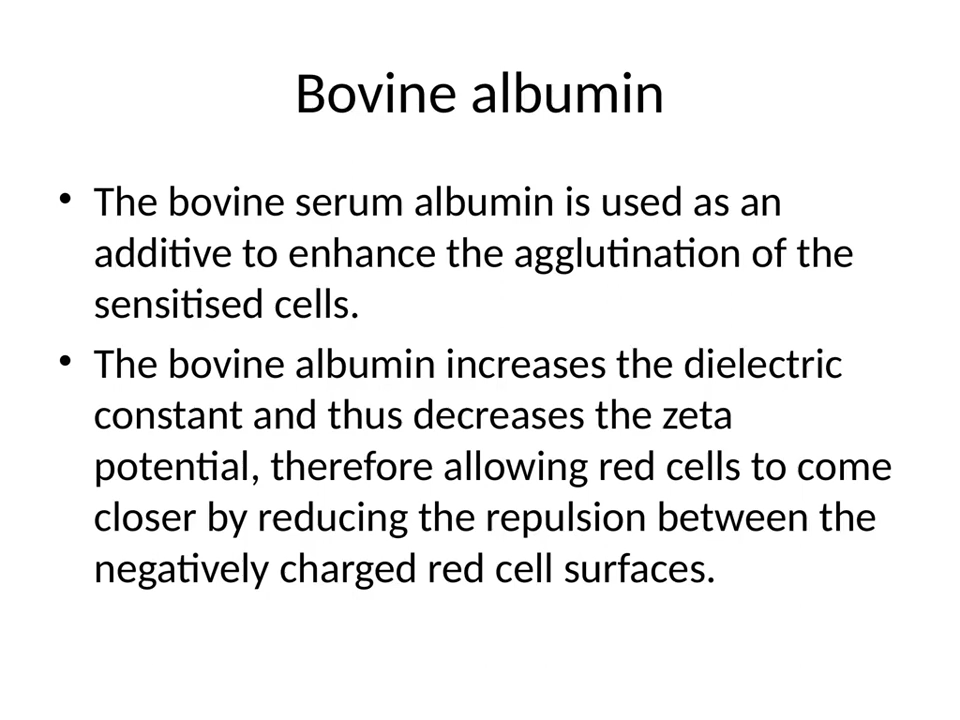 Bovine albumin
• The bovine serum albumin is used as an
additive to enhance the agglutination of the
sensitised cells.
• The bovine albumin increases the dielectric
constant and thus decreases the zeta
potential, therefore allowing red cells to come
closer by reducing the repulsion between the
negatively charged red cell surfaces.